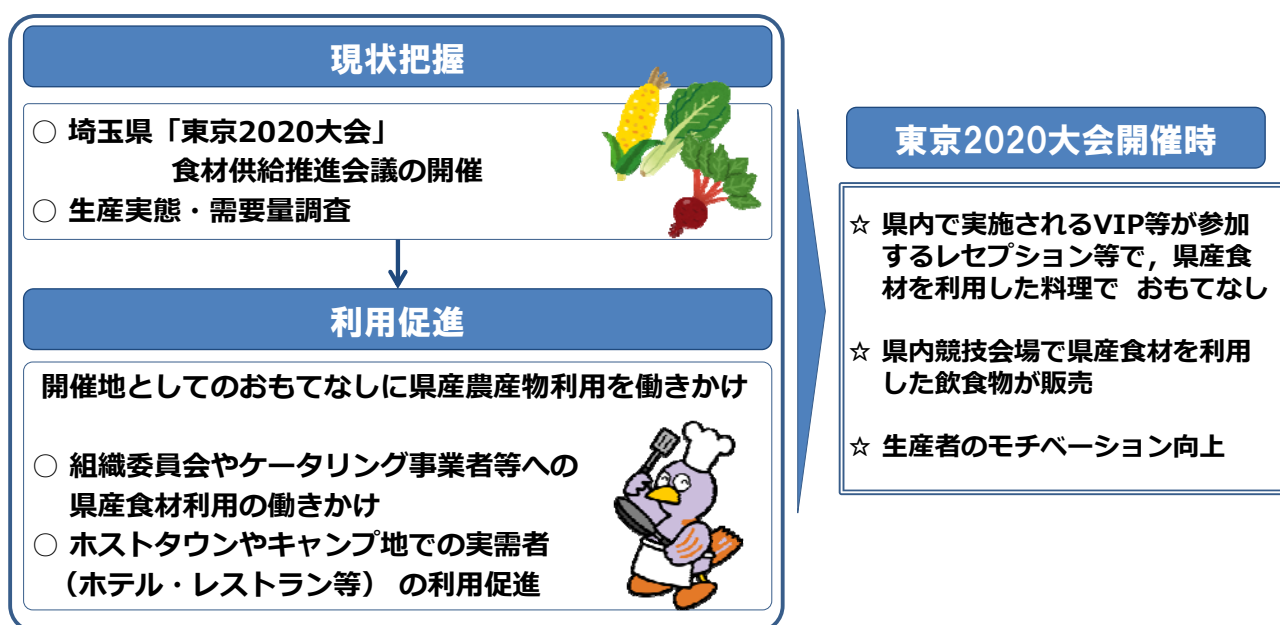 現状把握
○ 埼玉県「東京2020大会」
食材供給推進会議の開催
○ 生産実態・需要量調査
利用促進
開催地としてのおもてなしに県産農産物利用を働きかけ
○ 組織委員会やケータリング事業者等への
県産食材利用の働きかけ
○ ホストタウンやキャンプ地での実需者
（ホテル・レストラン等） の利用促進
東京2020大会開催時
☆ 県内で実施されるVIP等が参加
するレセプション等で，県産食
材を利用した料理で おもてなし
☆ 県内競技会場で県産食材を利用
した飲食物が販売
☆ 生産者のモチベーション向上